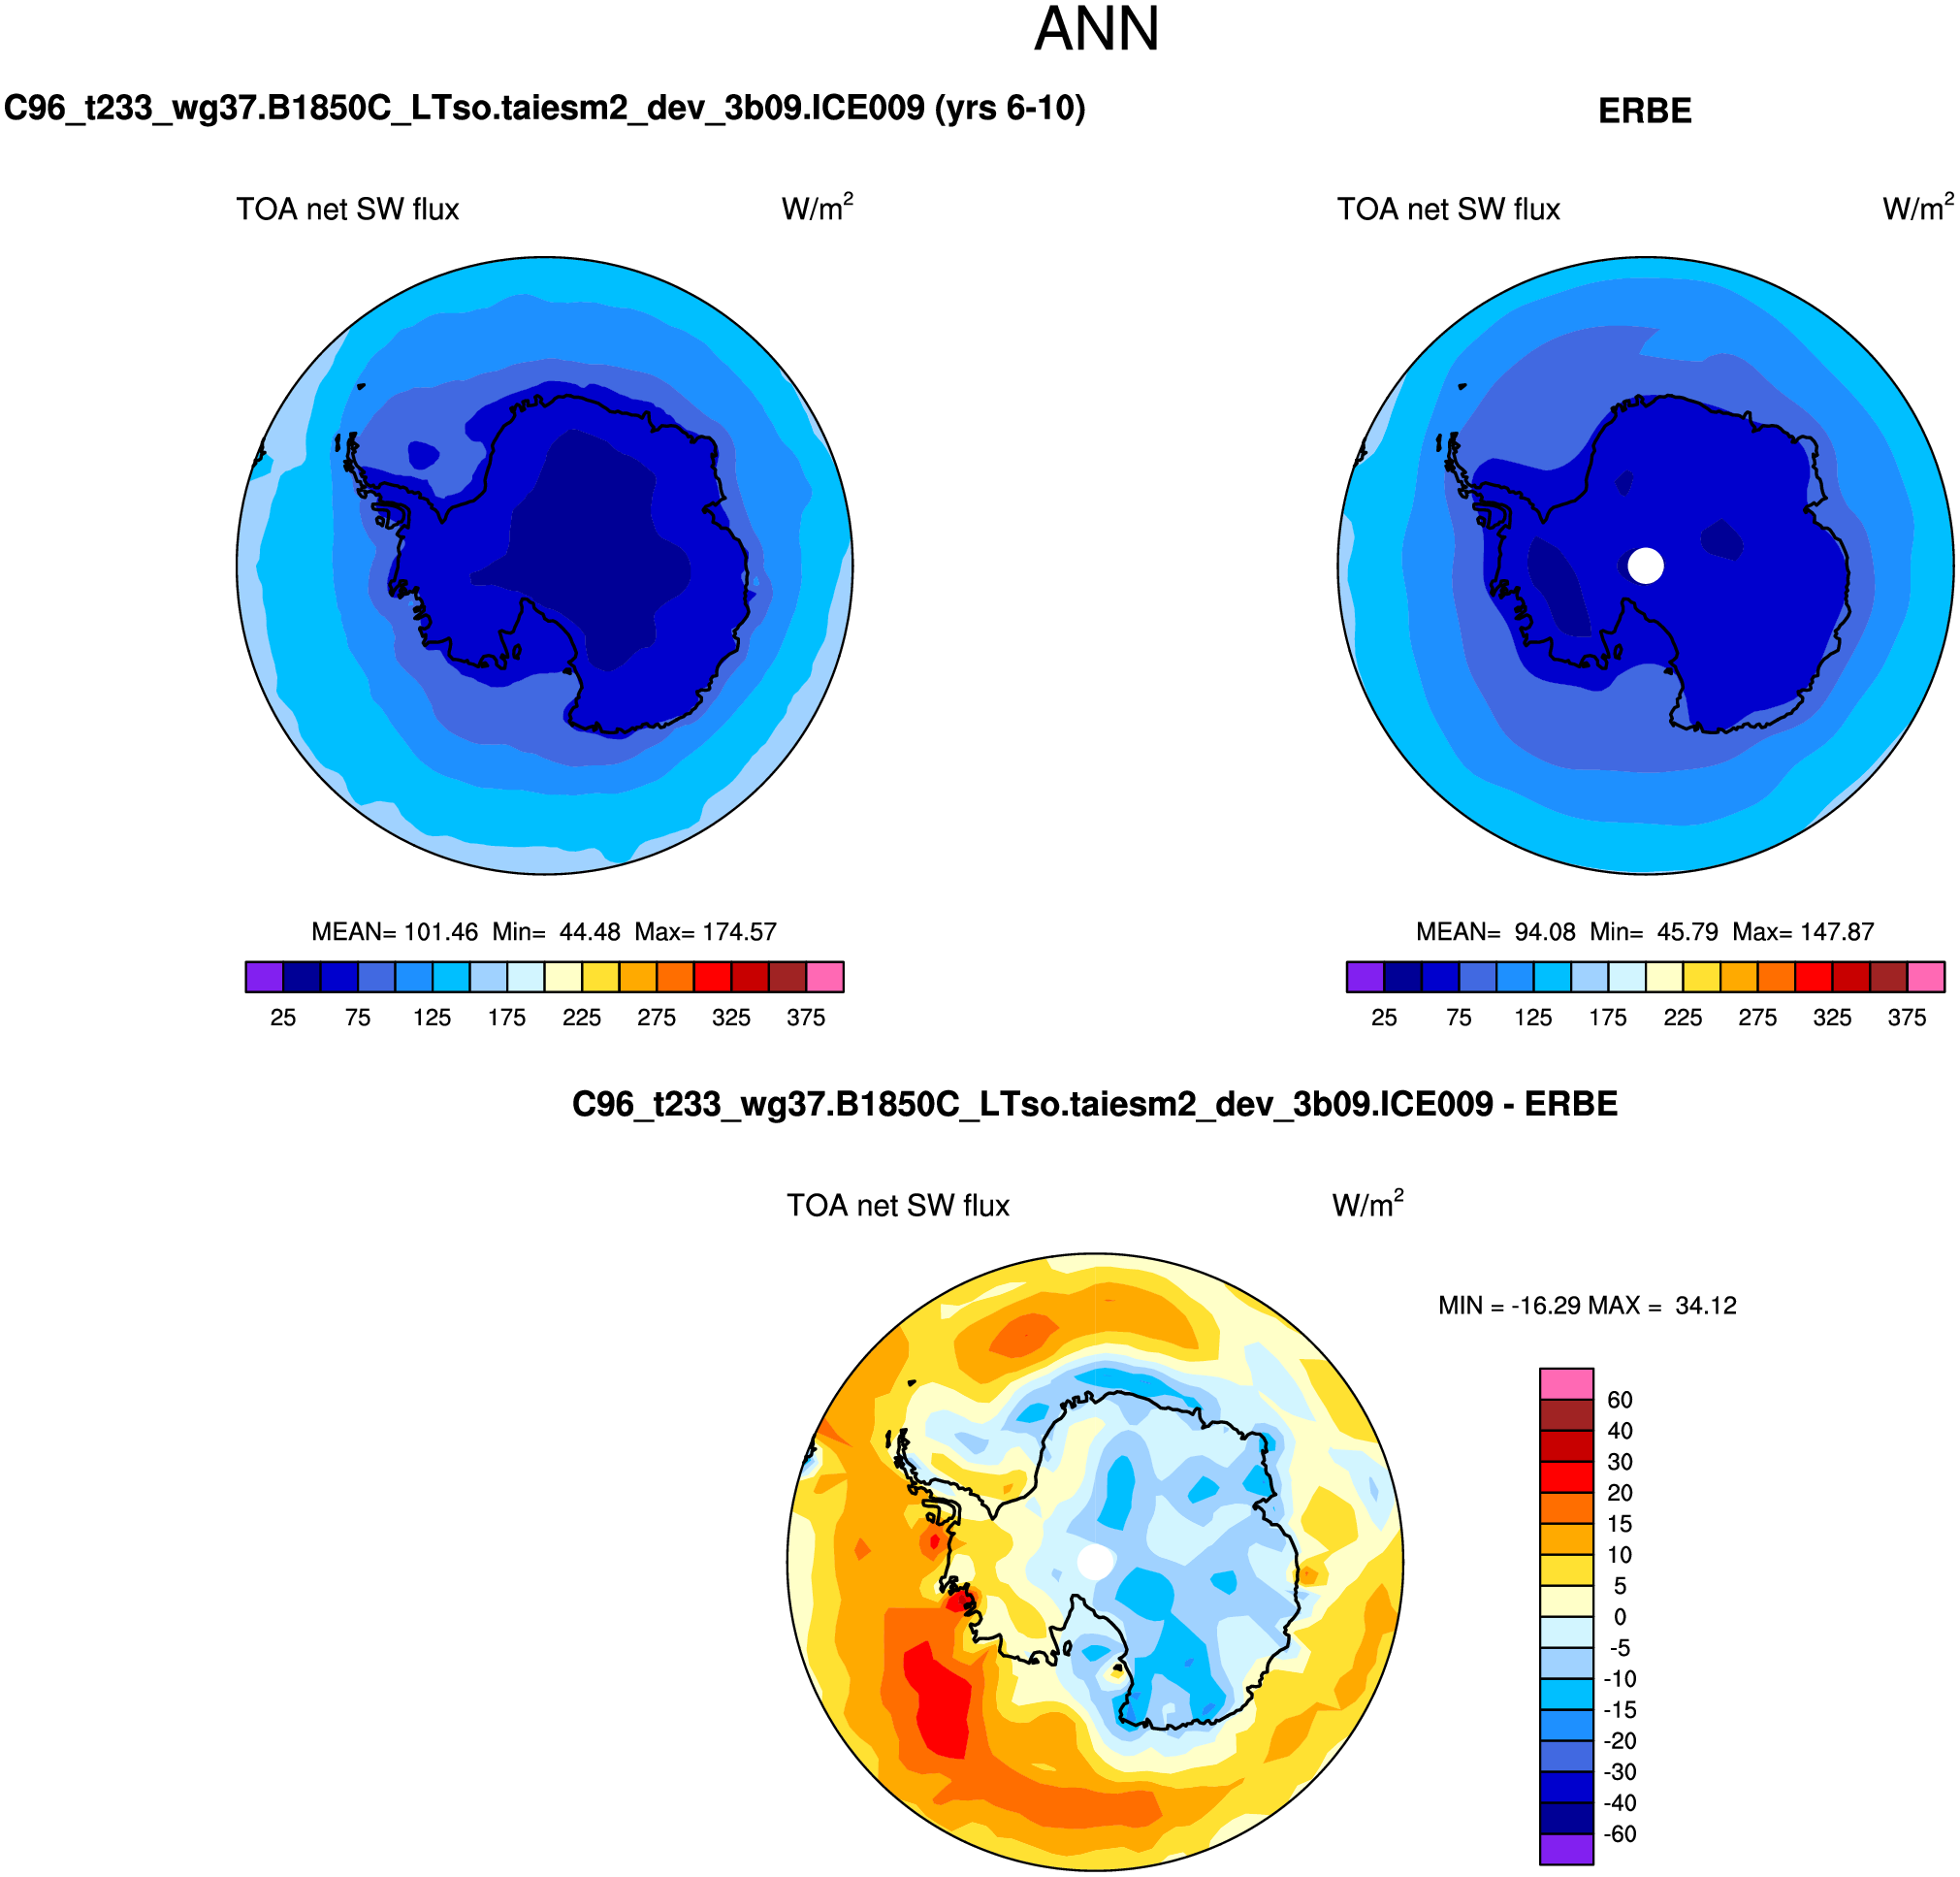 ANN
C96_t233_wg37.B1850C_LTso.taiesm2_dev_3b09.ICE009 (yrs 6-10)
ERBE
TOA net SW flux W/m²
TOA net SW flux W/m²
MEAN= 101.46 Min= 44.48 Max= 174.57
MEAN= 94.08 Min= 45.79 Max= 147.87
25 75 125 175 225 275 325 375
25 75 125 175 225 275 325 375
C96_t233_wg37.B1850C_LTso.taiesm2_dev_3b09.ICE009 - ERBE
TOA net SW flux W/m²
MIN = -16.29 MAX = 34.12
60
40
30
20
15
10
5
0
-5
-10
-15
-20
-30
-40
-60